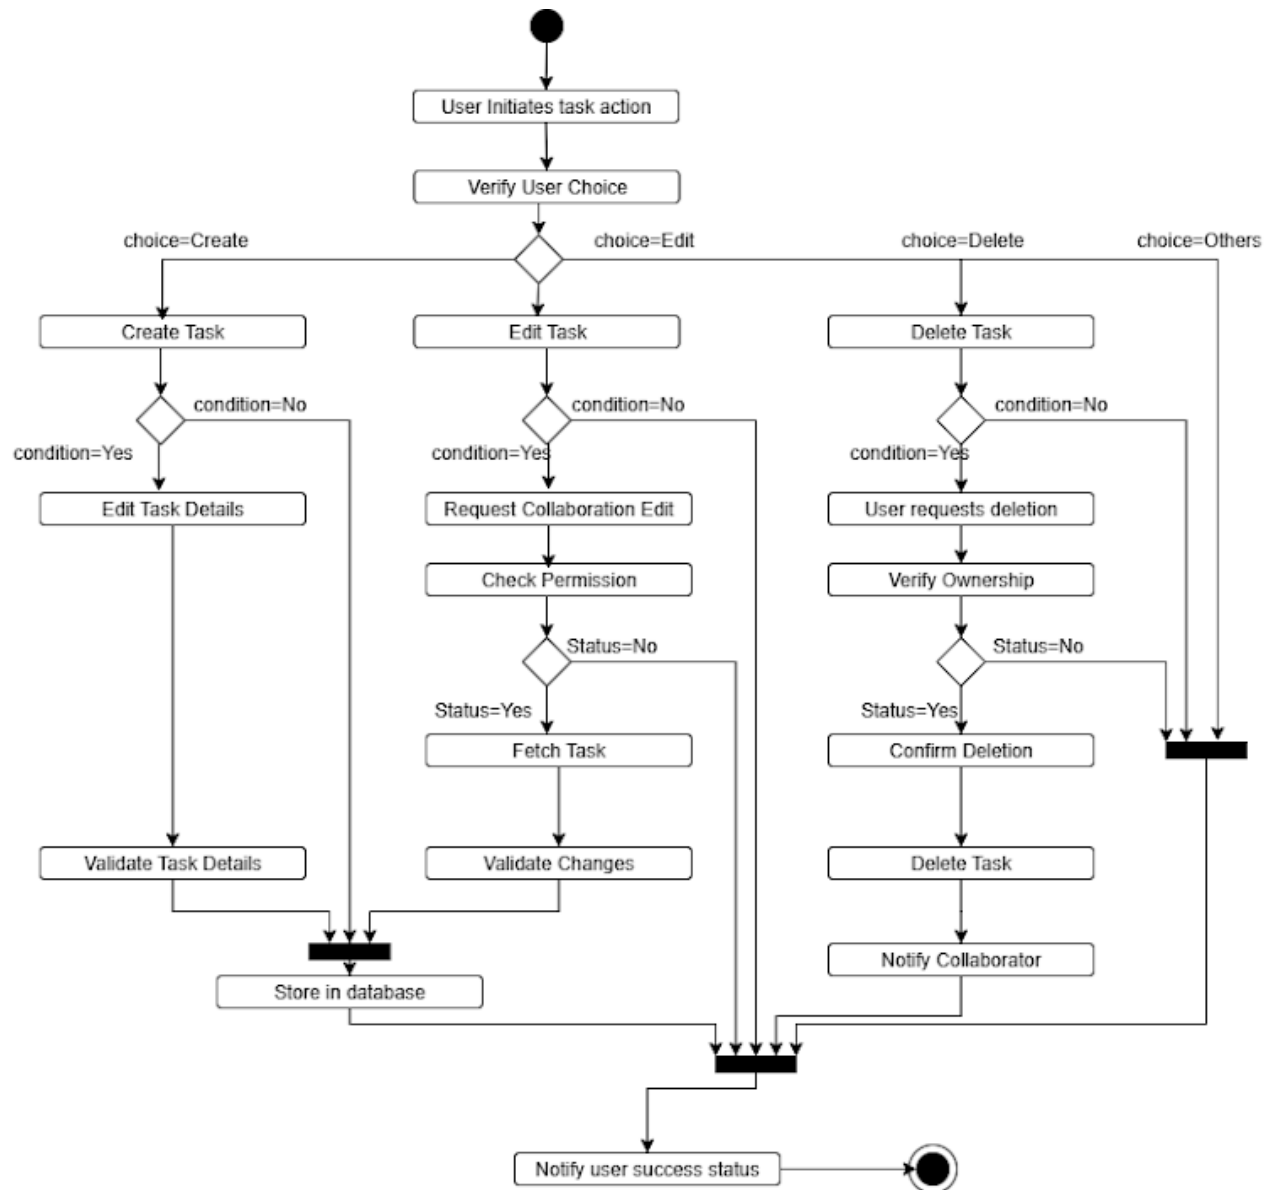 User Initiates task action
Verify User Choice
choice=Create
choice=Edit
choice=Delete
choice=Others
Create Task
Edit Task
Delete Task
condition=No
condition=No
condition=No
condition=Yes
condition=Yes
condition=Yes
Edit Task Details
Request Collaboration Edit
User requests deletion
Check Permission
Verify Ownership
Status=No
Status=No
Status=Yes
Status=Yes
Fetch Task
Confirm Deletion
Validate Task Details
Validate Changes
Delete Task
Notify Collaborator
Store in database
Notify user success status